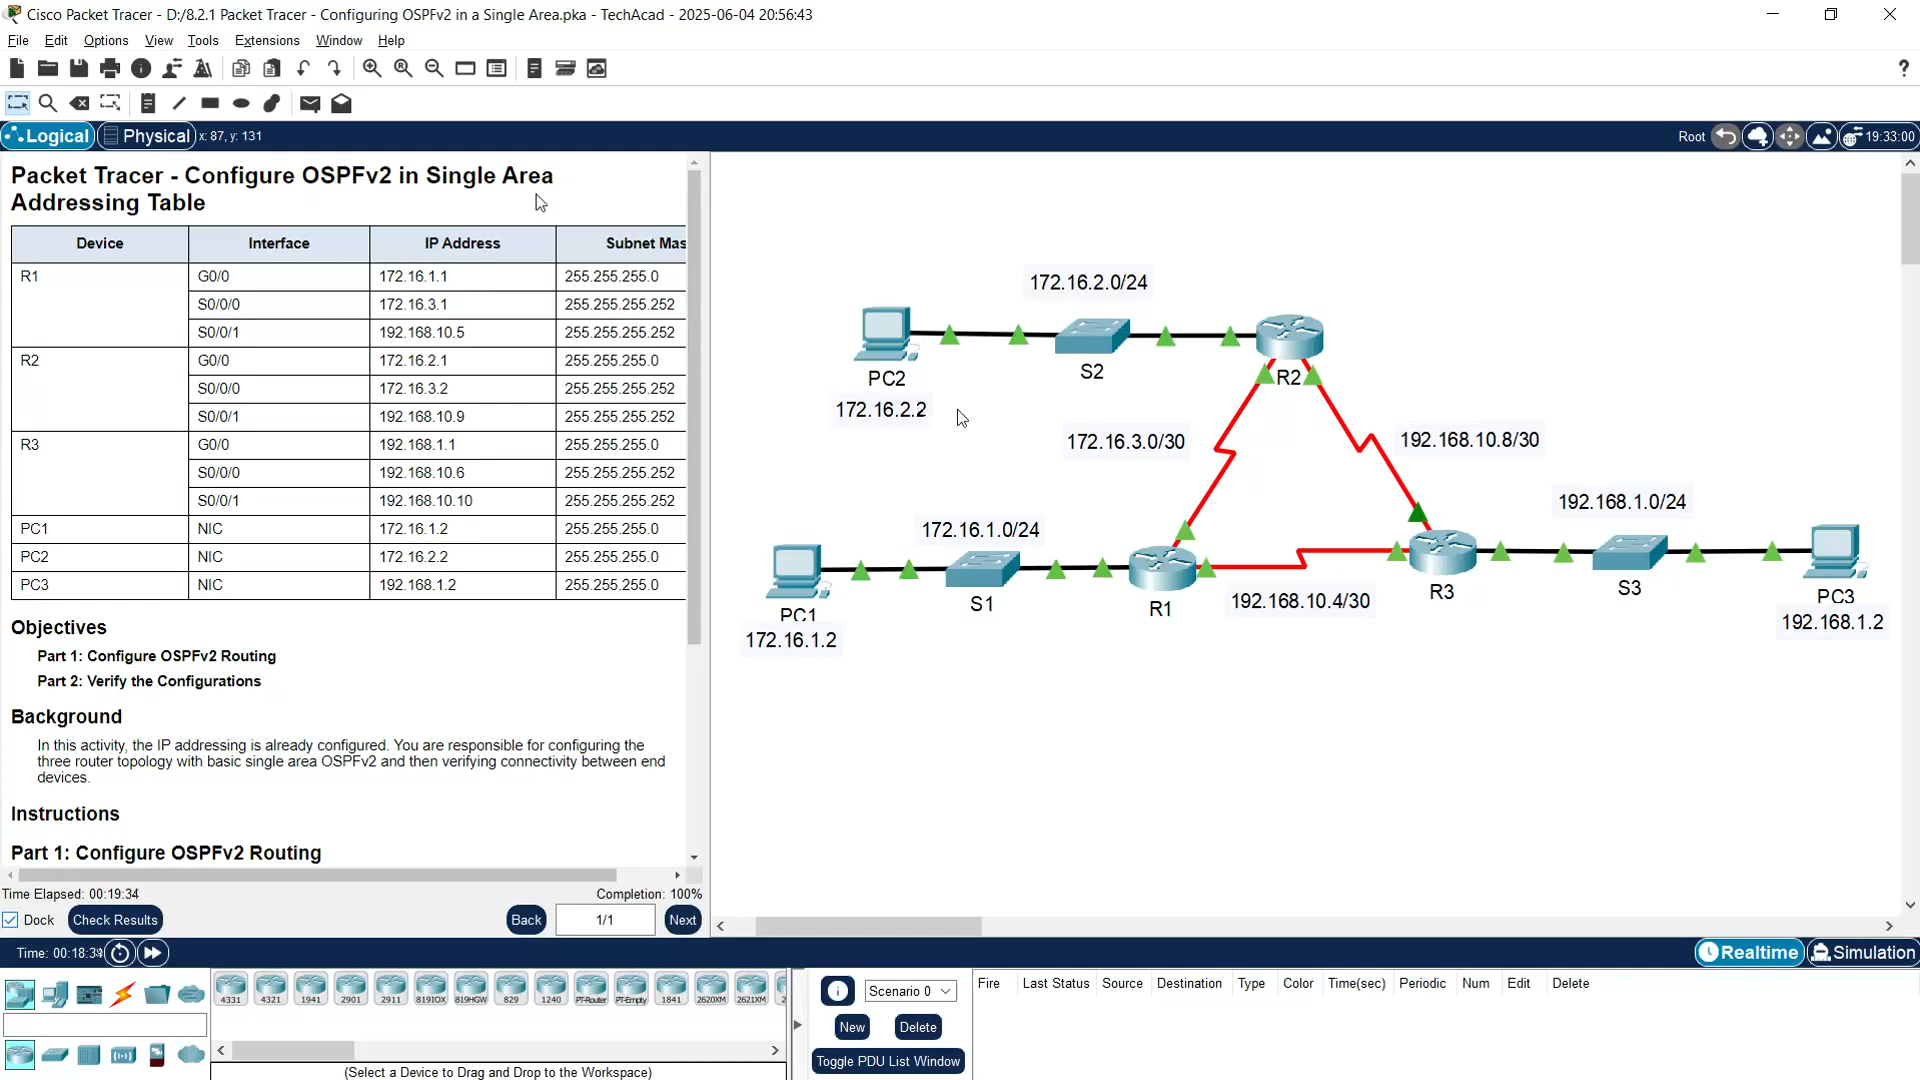 Cisco Packet Tracer - D:/8.2.1 Packet Tracer - Configuring OSPFv2 in a Single Area.pka - TechAcad - 2025-06-04 20:56:43
File Edit Options View Tools Extensions Window Help
Logical Physical x: 87, y: 131 Root 19:33:00
Packet Tracer - Configure OSPFv2 in Single Area
Addressing Table
Device Interface IP Address Subnet Mas
R1 G0/0 172.16.1.1 255.255.255.0
S0/0/0 172.16.3.1 255.255.255.252
S0/0/1 192.168.10.5 255.255.255.252
R2 G0/0 172.16.2.1 255.255.255.0
S0/0/0 172.16.3.2 255.255.255.252
S0/0/1 192.168.10.9 255.255.255.252
R3 G0/0 192.168.1.1 255.255.255.0
S0/0/0 192.168.10.6 255.255.255.252
S0/0/1 192.168.10.10 255.255.255.252
PC1 NIC 172.16.1.2 255.255.255.0
PC2 NIC 172.16.2.2 255.255.255.0
PC3 NIC 192.168.1.2 255.255.255.0
Objectives
Part 1: Configure OSPFv2 Routing
Part 2: Verify the Configurations
Background
In this activity, the IP addressing is already configured. You are responsible for configuring the
three router topology with basic single area OSPFv2 and then verifying connectivity between end
devices.
Instructions
Part 1: Configure OSPFv2 Routing
Time Elapsed: 00:19:34 Completion: 100%
Dock Check Results Back 1/1 Next
172.16.2.0/24
PC2 S2 R2
172.16.2.2
172.16.3.0/30 192.168.10.8/30
172.16.1.0/24 192.168.1.0/24
PC1 S1 R1 R3 S3 PC3
172.16.1.2 192.168.10.4/30 192.168.1.2
Time: 00:18:34 Realtime Simulation
4331 4321 1941 2901 2911 819IOX 819HGW 829 1240 PT-Router PT-Empty 1841 2620XM 2621XM 2
(Select a Device to Drag and Drop to the Workspace)
Scenario 0
New Delete
Toggle PDU List Window
Fire Last Status Source Destination Type Color Time(sec) Periodic Num Edit Delete